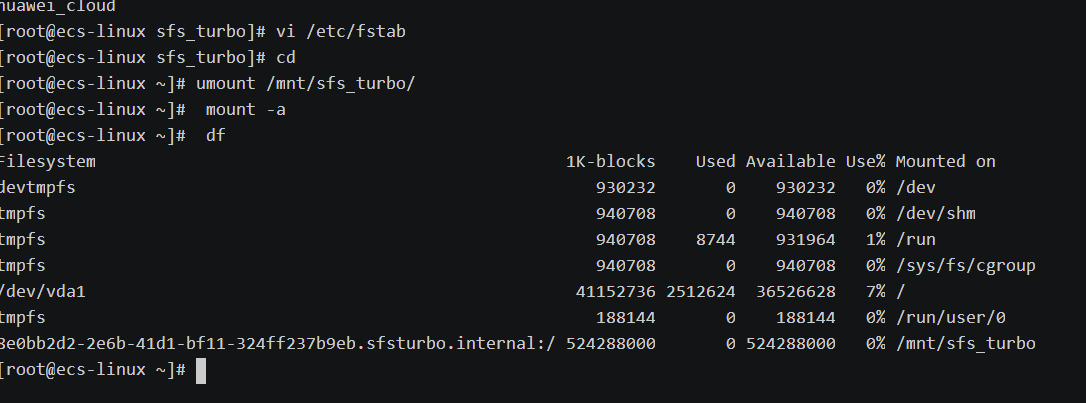 huawei_cloud
[root@ecs-linux sfs_turbo]# vi /etc/fstab
[root@ecs-linux sfs_turbo]# cd
[root@ecs-linux ~]# umount /mnt/sfs_turbo/
[root@ecs-linux ~]#  mount -a
[root@ecs-linux ~]#  df
Filesystem                                              1K-blocks    Used Available Use% Mounted on
devtmpfs                                                   930232       0    930232   0% /dev
tmpfs                                                      940708       0    940708   0% /dev/shm
tmpfs                                                      940708    8744    931964   1% /run
tmpfs                                                      940708       0    940708   0% /sys/fs/cgroup
/dev/vda1                                                41152736 2512624  36526628   7% /
tmpfs                                                      188144       0    188144   0% /run/user/0
8e0bb2d2-2e6b-41d1-bf11-324ff237b9eb.sfsturbo.internal:/ 524288000       0 524288000   0% /mnt/sfs_turbo
[root@ecs-linux ~]#